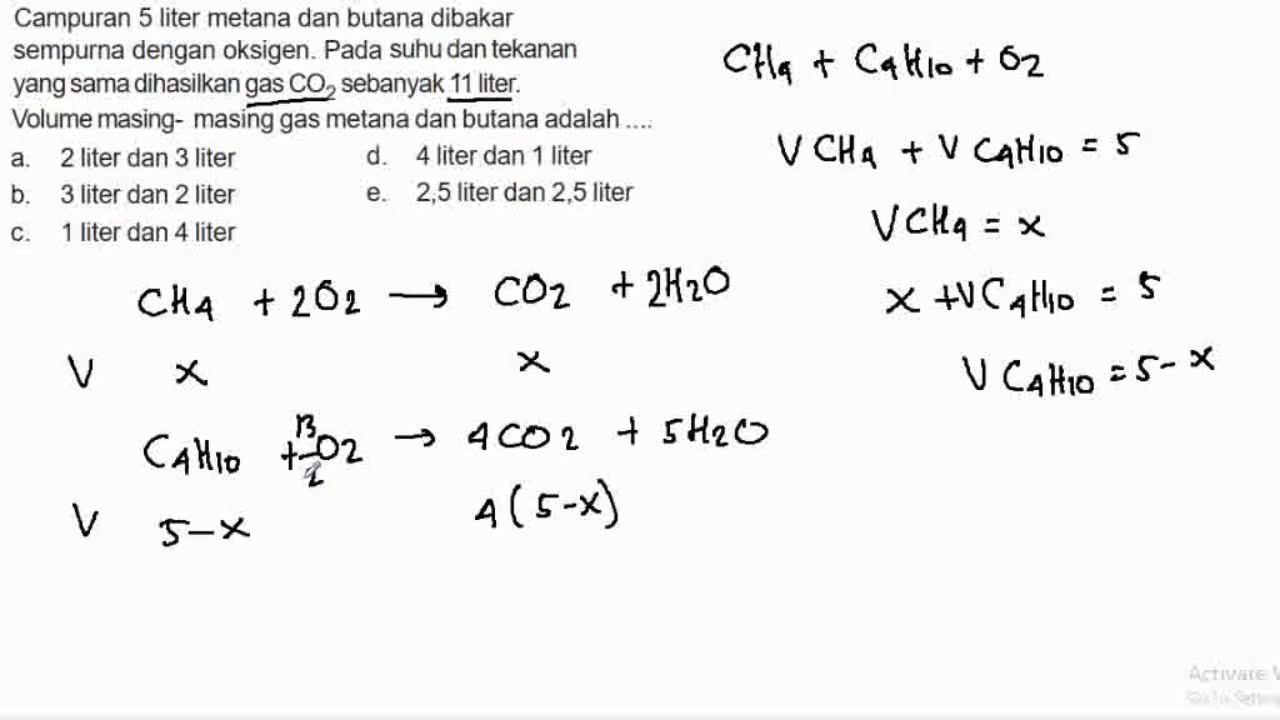 Campuran 5 liter metana dan butana dibakar
sempurna dengan oksigen. Pada suhu dan tekanan
yang sama dihasilkan gas CO₂ sebanyak 11 liter.
Volume masing- masing gas metana dan butana adalah ....
a. 2 liter dan 3 liter
d. 4 liter dan 1 liter
b. 3 liter dan 2 liter
e. 2,5 liter dan 2,5 liter
c. 1 liter dan 4 liter
CH4 + C4H10 + O2
V CH4 + V C4H10 = 5
V CH4 = x
x + V C4H10 = 5
V C4H10 = 5 - x
CH4 + 2O2 → CO2 + 2H2O
V x x
C4H10 + 13/2 O2 → 4CO2 + 5H2O
V 5-x 4(5-x)
Activate